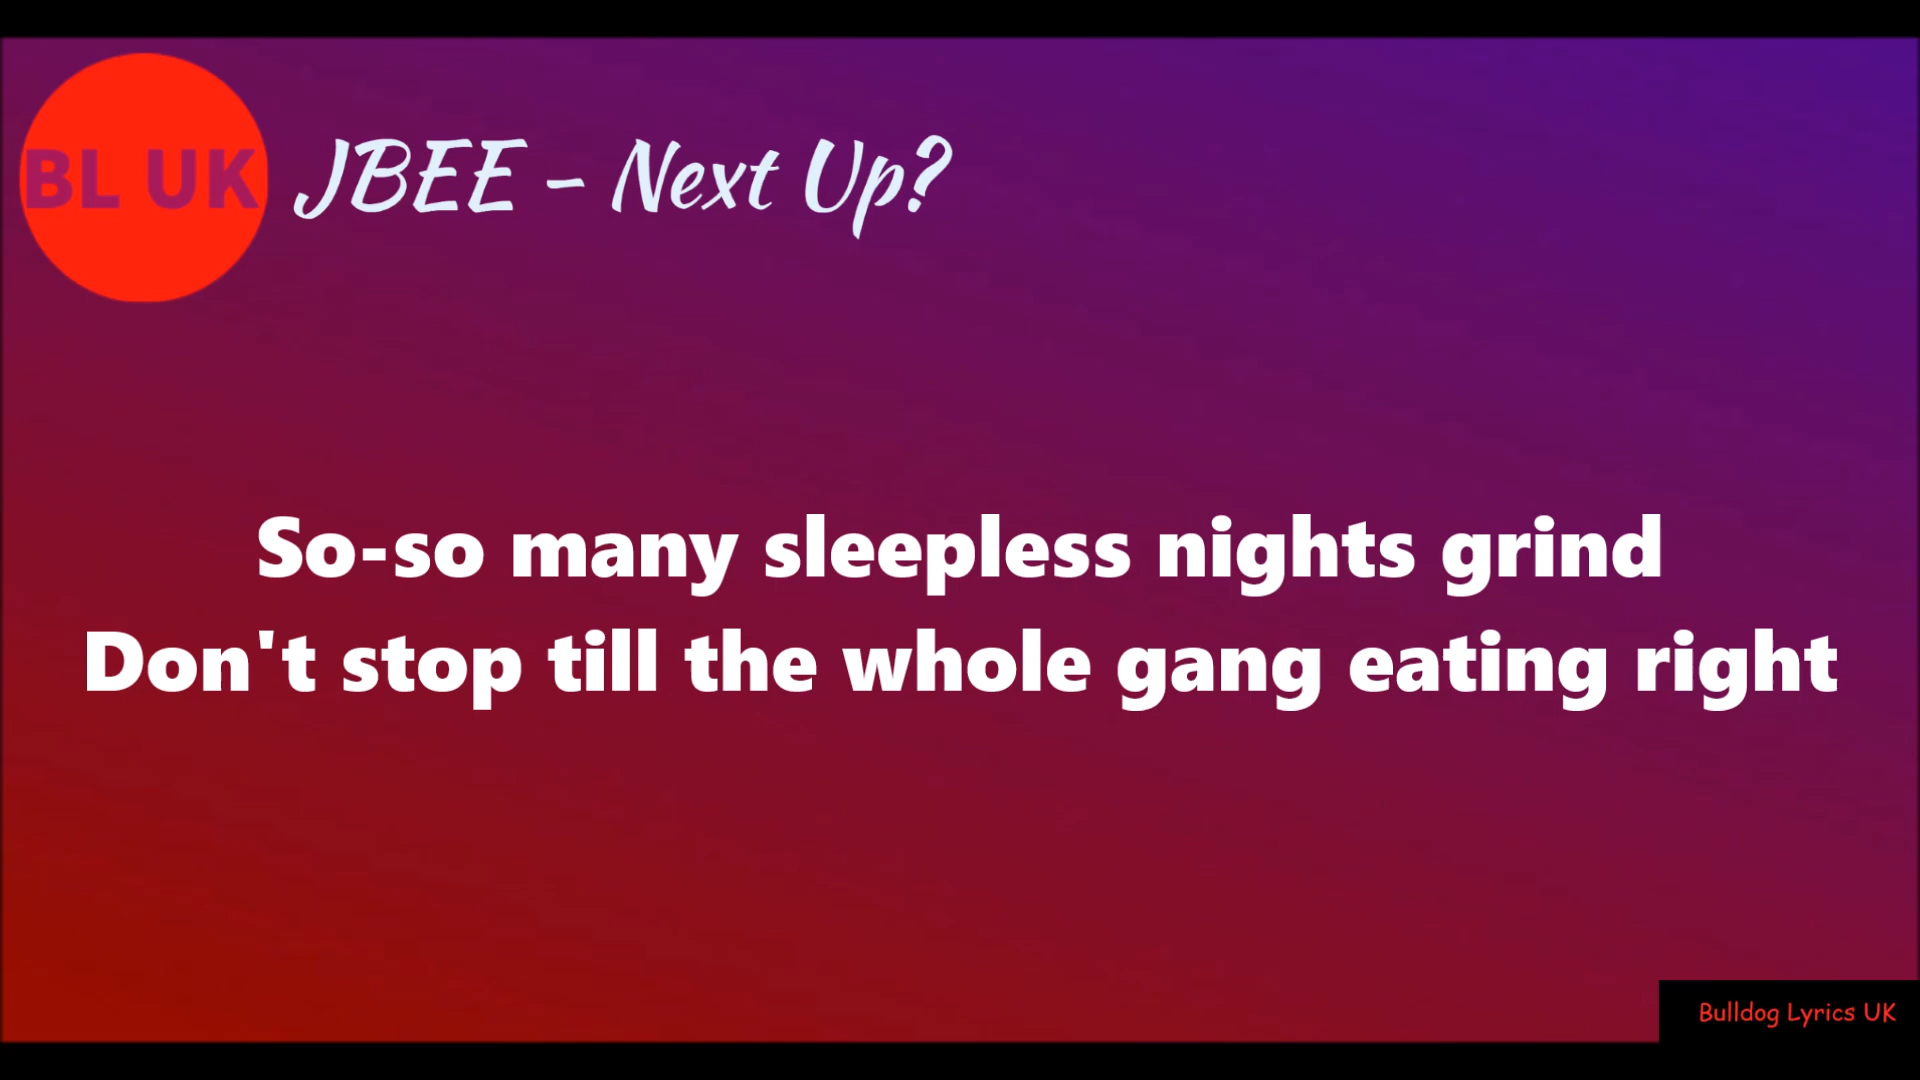 BL UK
JBEE - Next Up?
So-so many sleepless nights grind
Don't stop till the whole gang eating right
Bulldog Lyrics UK